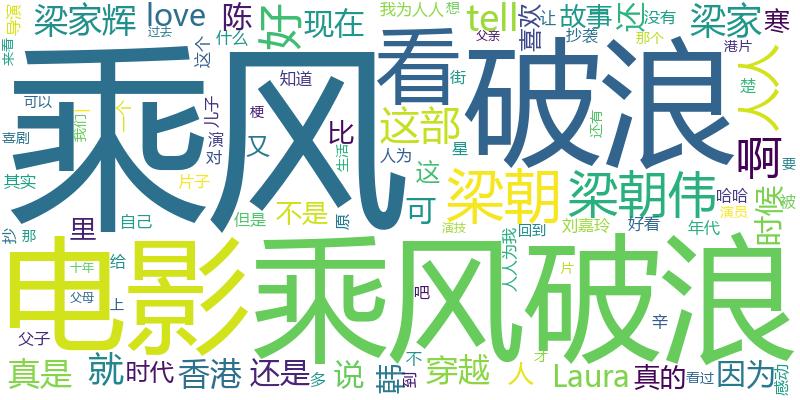 导演
来看
梁家辉
过去
love
这个
陈
什么
好
现在
我为人人
想
父亲
tell
让
那个
故事
抄袭
还
没有
喜欢
港片
梁家
寒
乘风
破浪
看
人人
可以
知道
街
楚
喜剧
我们
一个
儿子
演
对
梗
又
比
生活
这部
还有
啊
其实
片子
人为
这
星
梁朝
梁朝伟
哈哈
要
演员
被
时候
抄
那
里
自己
但是
不是
原
可
演技
回到
刘嘉玲
好看
年代
电影
乘风破浪
人人为我
十年
给
父母
上
吧
片
辛
父子
真是
就
时代
香港
还是
多
说
韩
不
到
穿越
人
才
Laura
真的
看过
因为
感动